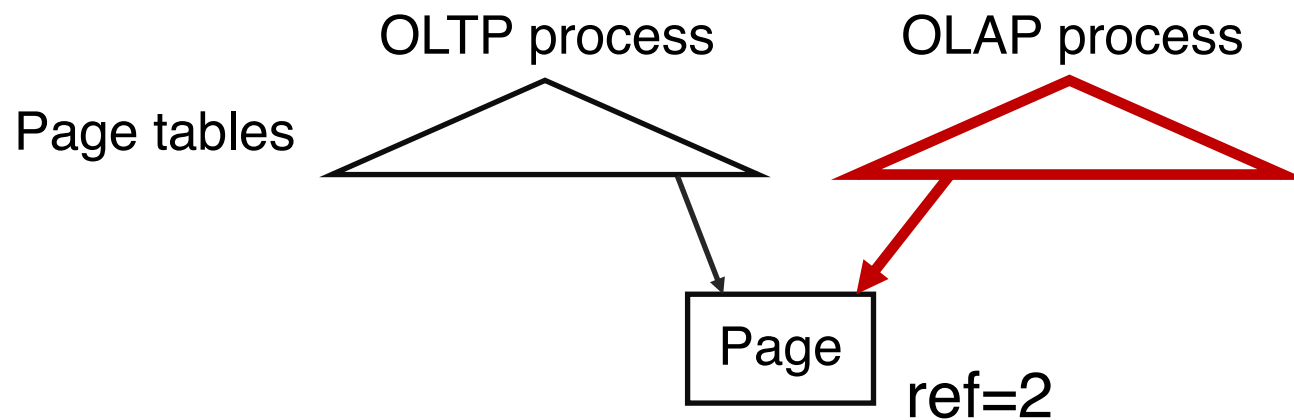 OLTP process
OLAP process
Page tables
Page
ref=2